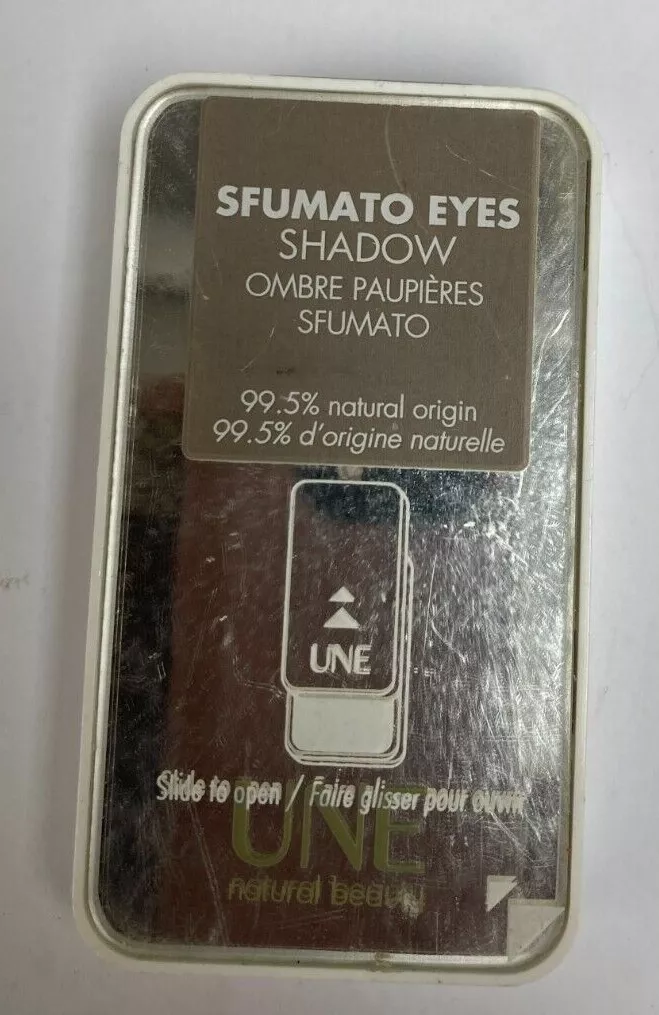 SFUMATO EYES
SHADOW
OMBRE PAUPIÈRES
SFUMATO
99.5% natural origin
99.5% d'origine naturelle
UNE
Slide to open / Faire glisser pour ouvrir
UNE
natural beauty